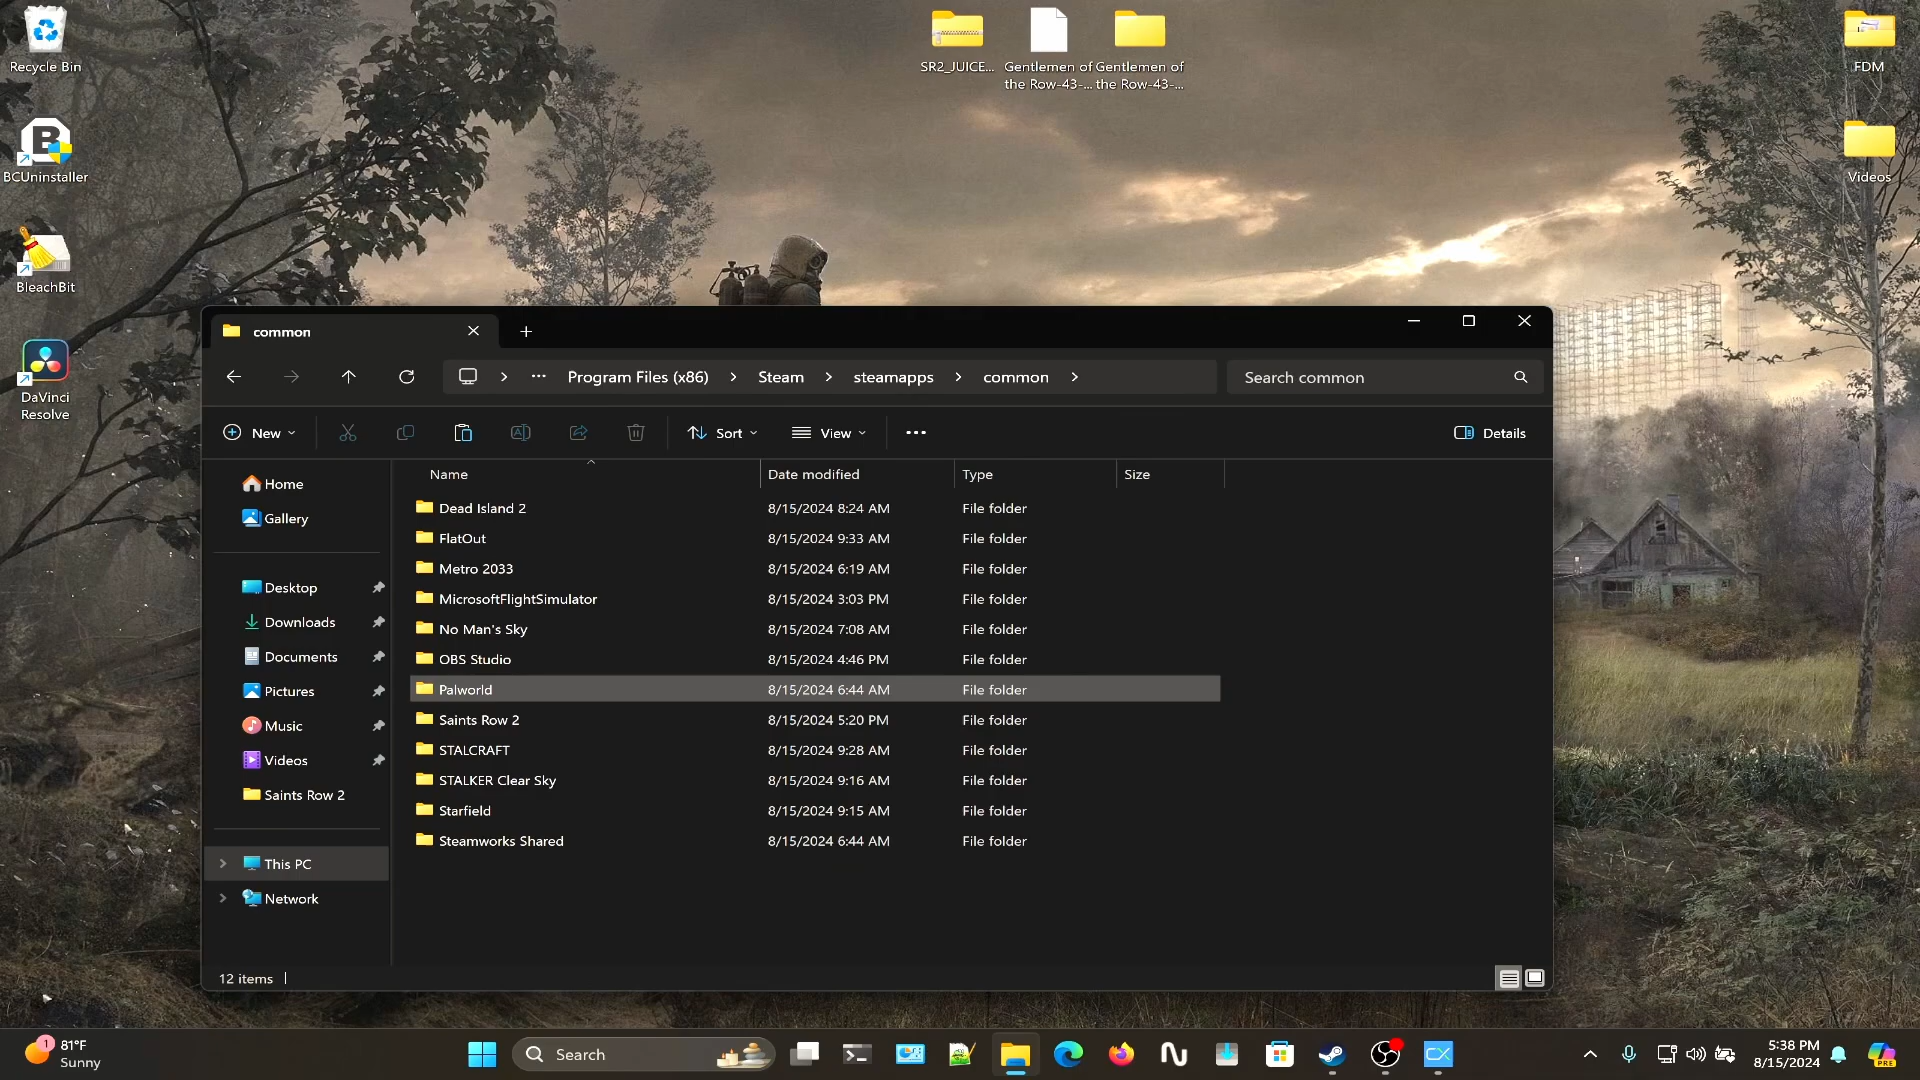 Recycle Bin
BCUninstaller
BleachBit
DaVinci
Resolve
SR2_JUICE...
Gentlemen of
the Row-43-...
Gentlemen of
the Row-43-...
FDM
Videos
common
Program Files (x86)
Steam
steamapps
common
Search common
New
Sort
View
Details
Name
Date modified
Type
Size
Home
Gallery
Desktop
Downloads
Documents
Pictures
Music
Videos
Saints Row 2
This PC
Network
Dead Island 2 8/15/2024 8:24 AM File folder
FlatOut 8/15/2024 9:33 AM File folder
Metro 2033 8/15/2024 6:19 AM File folder
MicrosoftFlightSimulator 8/15/2024 3:03 PM File folder
No Man's Sky 8/15/2024 7:08 AM File folder
OBS Studio 8/15/2024 4:46 PM File folder
Palworld 8/15/2024 6:44 AM File folder
Saints Row 2 8/15/2024 5:20 PM File folder
STALCRAFT 8/15/2024 9:28 AM File folder
STALKER Clear Sky 8/15/2024 9:16 AM File folder
Starfield 8/15/2024 9:15 AM File folder
Steamworks Shared 8/15/2024 6:44 AM File folder
12 items
1
81°F
Sunny
Search
CX
5:38 PM
8/15/2024
PRE